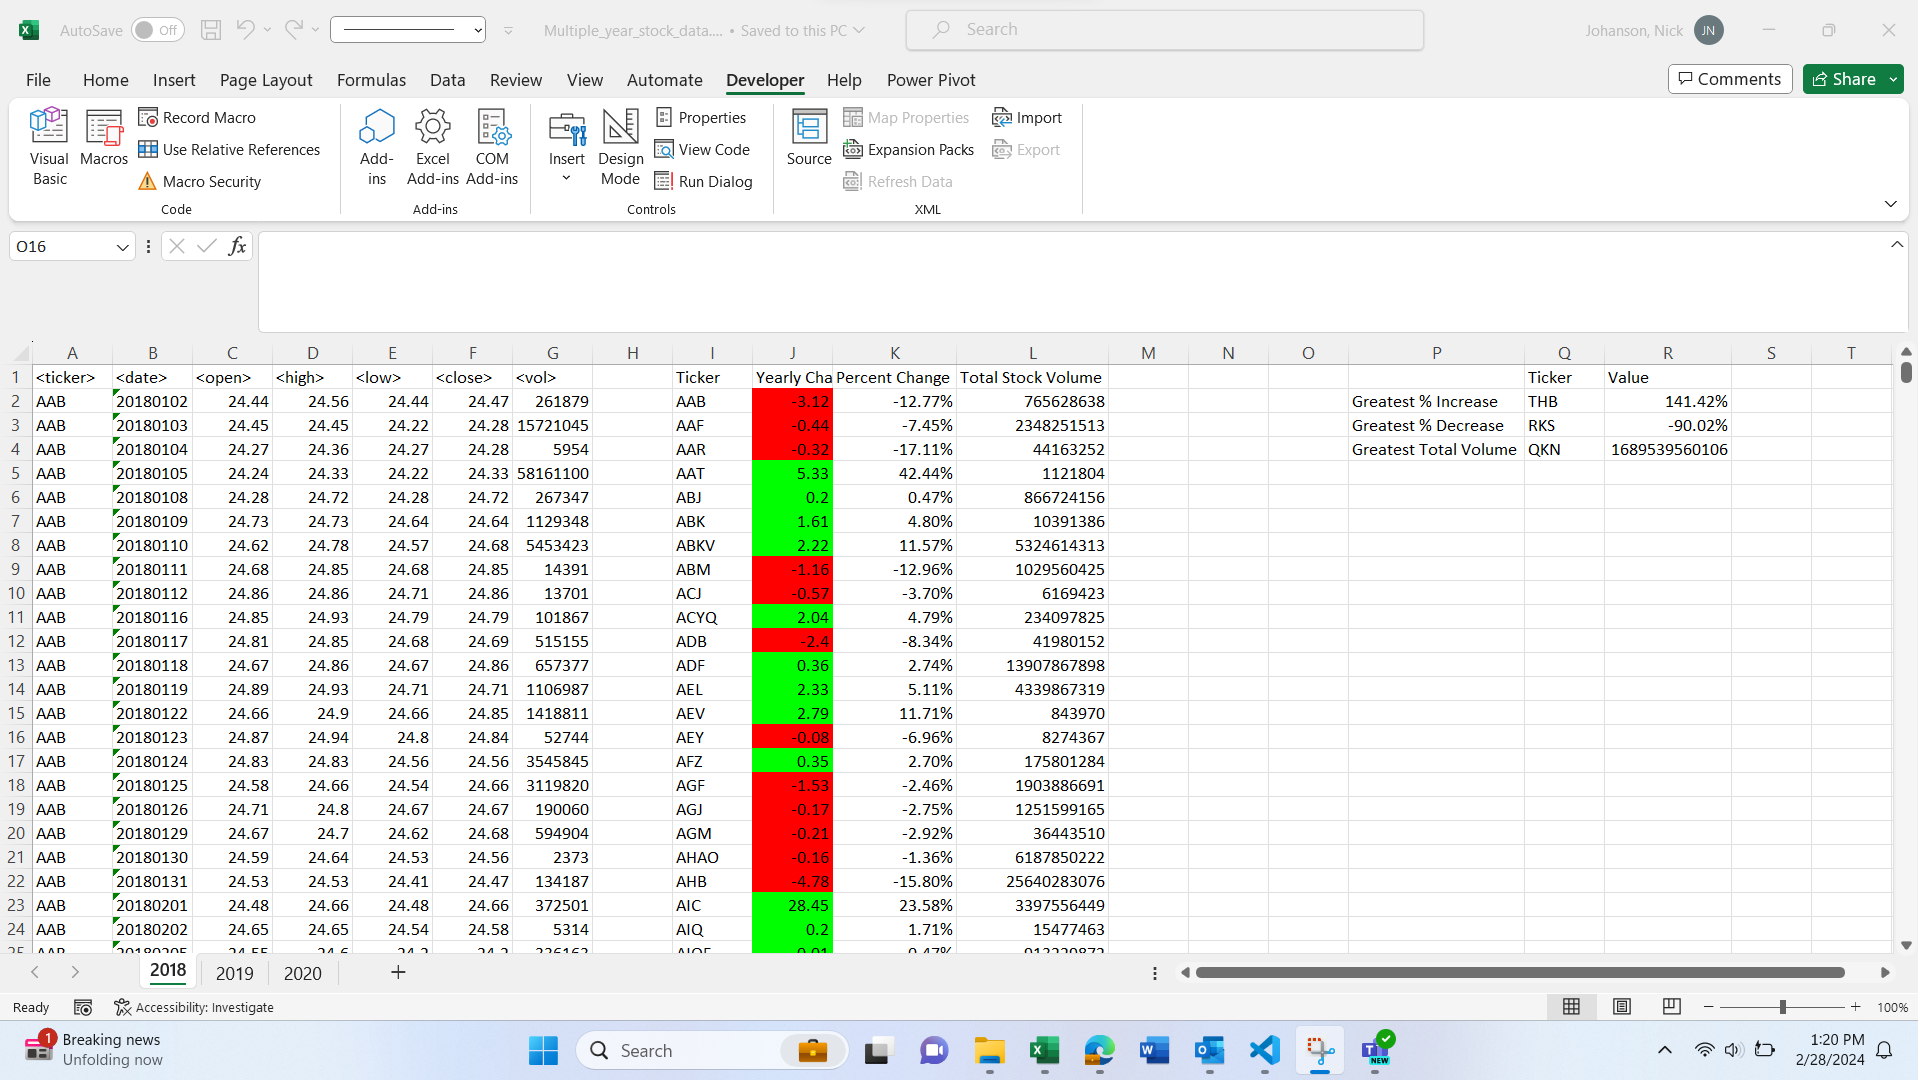 AutoSave Off Multiple_year_stock_data.... • Saved to this PC Search Johanson, Nick JN
File Home Insert Page Layout Formulas Data Review View Automate Developer Help Power Pivot Comments Share
Visual Basic Macros Record Macro Use Relative References Macro Security Code
Add-ins Excel Add-ins COM Add-ins Add-ins
Insert Design Mode Properties View Code Run Dialog Controls
Source Map Properties Expansion Packs Refresh Data Import Export XML
O16 fx
A B C D E F G H I J K L M N O P Q R S T
1 <ticker> <date> <open> <high> <low> <close> <vol> Ticker Yearly Cha Percent Change Total Stock Volume Ticker Value
2 AAB 20180102 24.44 24.56 24.44 24.47 261879 AAB -3.12 -12.77% 765628638 Greatest % Increase THB 141.42%
3 AAB 20180103 24.45 24.45 24.22 24.28 15721045 AAF -0.44 -7.45% 2348251513 Greatest % Decrease RKS -90.02%
4 AAB 20180104 24.27 24.36 24.27 24.28 5954 AAR -0.32 -17.11% 44163252 Greatest Total Volume QKN 1689539560106
5 AAB 20180105 24.24 24.33 24.22 24.33 58161100 AAT 5.33 42.44% 1121804
6 AAB 20180108 24.28 24.72 24.28 24.72 267347 ABJ 0.2 0.47% 866724156
7 AAB 20180109 24.73 24.73 24.64 24.64 1129348 ABK 1.61 4.80% 10391386
8 AAB 20180110 24.62 24.78 24.57 24.68 5453423 ABKV 2.22 11.57% 5324614313
9 AAB 20180111 24.68 24.85 24.68 24.85 14391 ABM -1.16 -12.96% 1029560425
10 AAB 20180112 24.86 24.86 24.71 24.86 13701 ACJ -0.57 -3.70% 6169423
11 AAB 20180116 24.85 24.93 24.79 24.79 101867 ACYQ 2.04 4.79% 234097825
12 AAB 20180117 24.81 24.85 24.68 24.69 515155 ADB -2.4 -8.34% 41980152
13 AAB 20180118 24.67 24.86 24.67 24.86 657377 ADF 0.36 2.74% 13907867898
14 AAB 20180119 24.89 24.93 24.71 24.71 1106987 AEL 2.33 5.11% 4339867319
15 AAB 20180122 24.66 24.9 24.66 24.85 1418811 AEV 2.79 11.71% 843970
16 AAB 20180123 24.87 24.94 24.8 24.84 52744 AEY -0.08 -6.96% 8274367
17 AAB 20180124 24.83 24.83 24.56 24.56 3545845 AFZ 0.35 2.70% 175801284
18 AAB 20180125 24.58 24.66 24.54 24.66 3119820 AGF -1.53 -2.46% 1903886691
19 AAB 20180126 24.71 24.8 24.67 24.67 190060 AGJ -0.17 -2.75% 1251599165
20 AAB 20180129 24.67 24.7 24.62 24.68 594904 AGM -0.21 -2.92% 36443510
21 AAB 20180130 24.59 24.64 24.53 24.56 2373 AHAO -0.16 -1.36% 6187850222
22 AAB 20180131 24.53 24.53 24.41 24.47 134187 AHB -4.78 -15.80% 25640283076
23 AAB 20180201 24.48 24.66 24.48 24.66 372501 AIC 28.45 23.58% 3397556449
24 AAB 20180202 24.65 24.65 24.54 24.58 5314 AIQ 0.2 1.71% 15477463
25 AAB 20180205
2018 2019 2020
Ready Accessibility: Investigate 100%
1 Breaking news Search NEW 1:20 PM
Unfolding now 2/28/2024